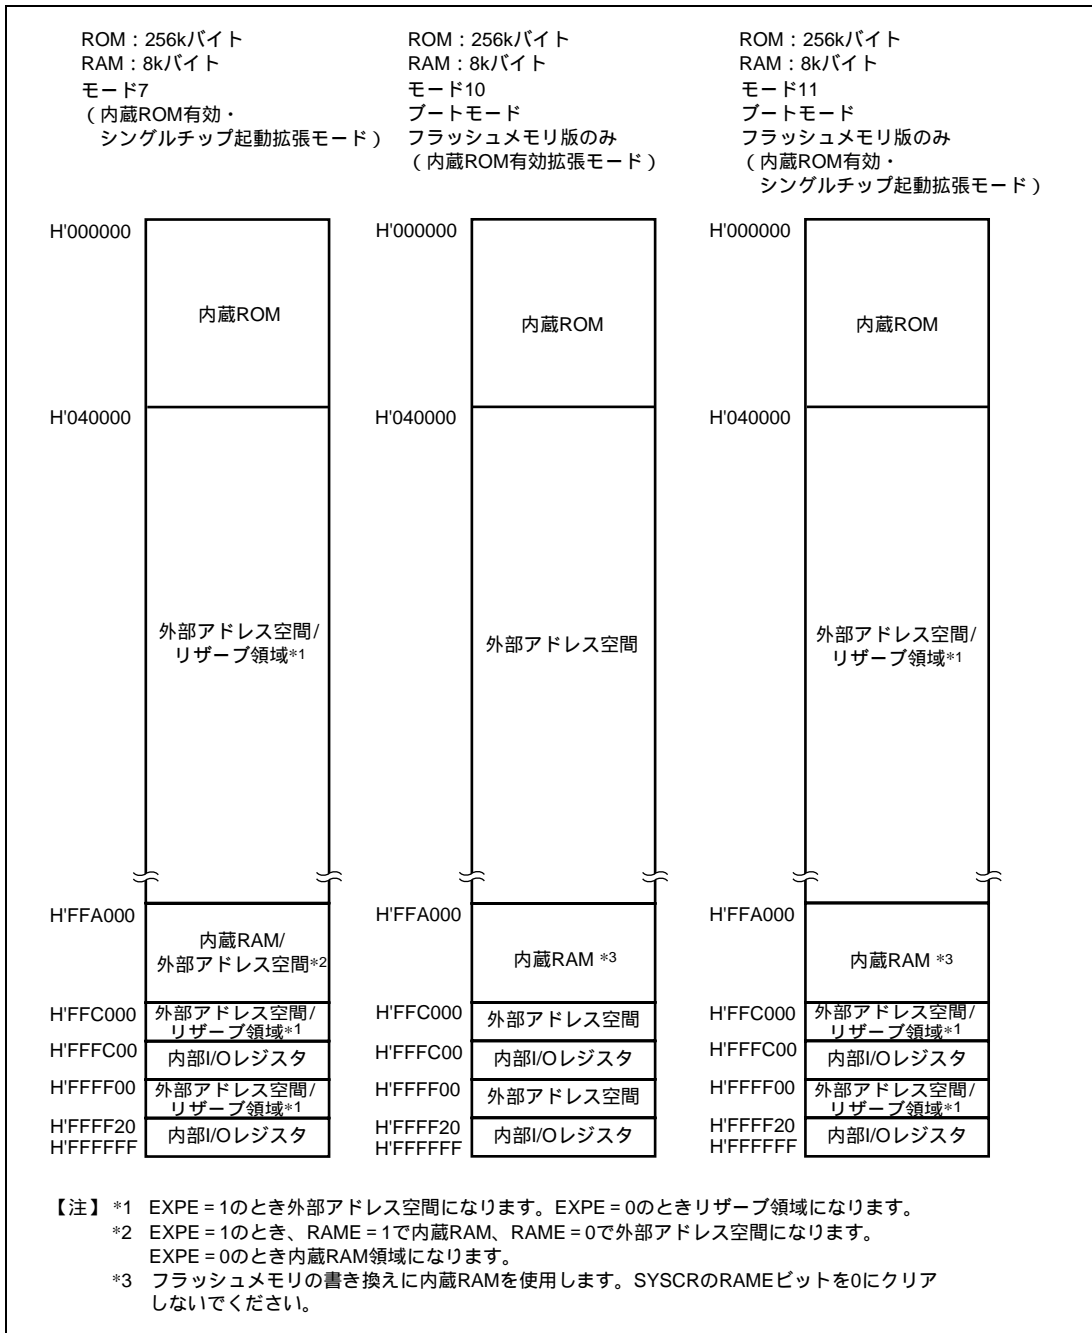 ROM：256kバイト
RAM：8kバイト
モード7
（内蔵ROM有効・
シングルチップ起動拡張モード）
H'000000
内蔵ROM
H'040000
外部アドレス空間/
リザーブ領域*1
H'FFA000
内蔵RAM/
外部アドレス空間*2
H'FFC000
外部アドレス空間/
リザーブ領域*1
H'FFFC00
内部I/Oレジスタ
H'FFFF00
外部アドレス空間/
リザーブ領域*1
H'FFFF20
内部I/Oレジスタ
H'FFFFFF
ROM：256kバイト
RAM：8kバイト
モード10
ブートモード
フラッシュメモリ版のみ
（内蔵ROM有効拡張モード）
H'000000
内蔵ROM
H'040000
外部アドレス空間
H'FFA000
内蔵RAM *3
H'FFC000
外部アドレス空間
H'FFFC00
内部I/Oレジスタ
H'FFFF00
外部アドレス空間
H'FFFF20
内部I/Oレジスタ
H'FFFFFF
ROM：256kバイト
RAM：8kバイト
モード11
ブートモード
フラッシュメモリ版のみ
（内蔵ROM有効・
シングルチップ起動拡張モード）
H'000000
内蔵ROM
H'040000
外部アドレス空間/
リザーブ領域*1
H'FFA000
内蔵RAM *3
H'FFC000
外部アドレス空間/
リザーブ領域*1
H'FFFC00
内部I/Oレジスタ
H'FFFF00
外部アドレス空間/
リザーブ領域*1
H'FFFF20
内部I/Oレジスタ
H'FFFFFF
【注】 *1 EXPE = 1のとき外部アドレス空間になります。EXPE = 0のときリザーブ領域になります。
*2 EXPE = 1のとき、RAME = 1で内蔵RAM、RAME = 0で外部アドレス空間になります。
EXPE = 0のとき内蔵RAM領域になります。
*3 フラッシュメモリの書き換えに内蔵RAMを使用します。SYSCRのRAMEビットを0にクリア
しないでください。